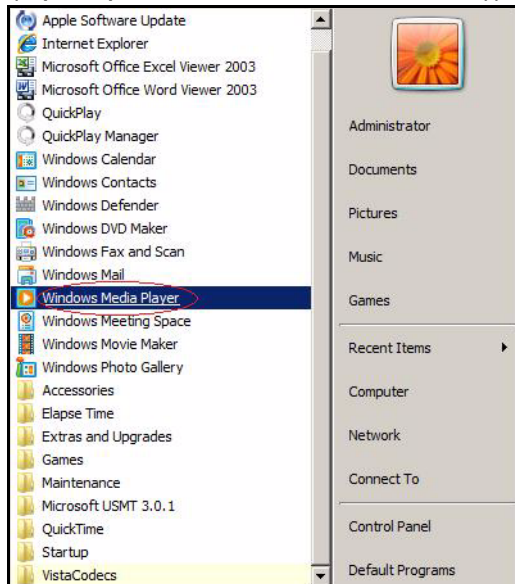 Apple Software Update
Internet Explorer
Microsoft Office Excel Viewer 2003
Microsoft Office Word Viewer 2003
QuickPlay
QuickPlay Manager
Windows Calendar
Windows Contacts
Windows Defender
Windows DVD Maker
Windows Fax and Scan
Windows Mail
Windows Media Player
Windows Meeting Space
Windows Movie Maker
Windows Photo Gallery
Accessories
Elapse Time
Extras and Upgrades
Games
Maintenance
Microsoft USMT 3.0.1
QuickTime
Startup
VistaCodecs
Administrator
Documents
Pictures
Music
Games
Recent Items
Computer
Network
Connect To
Control Panel
Default Programs